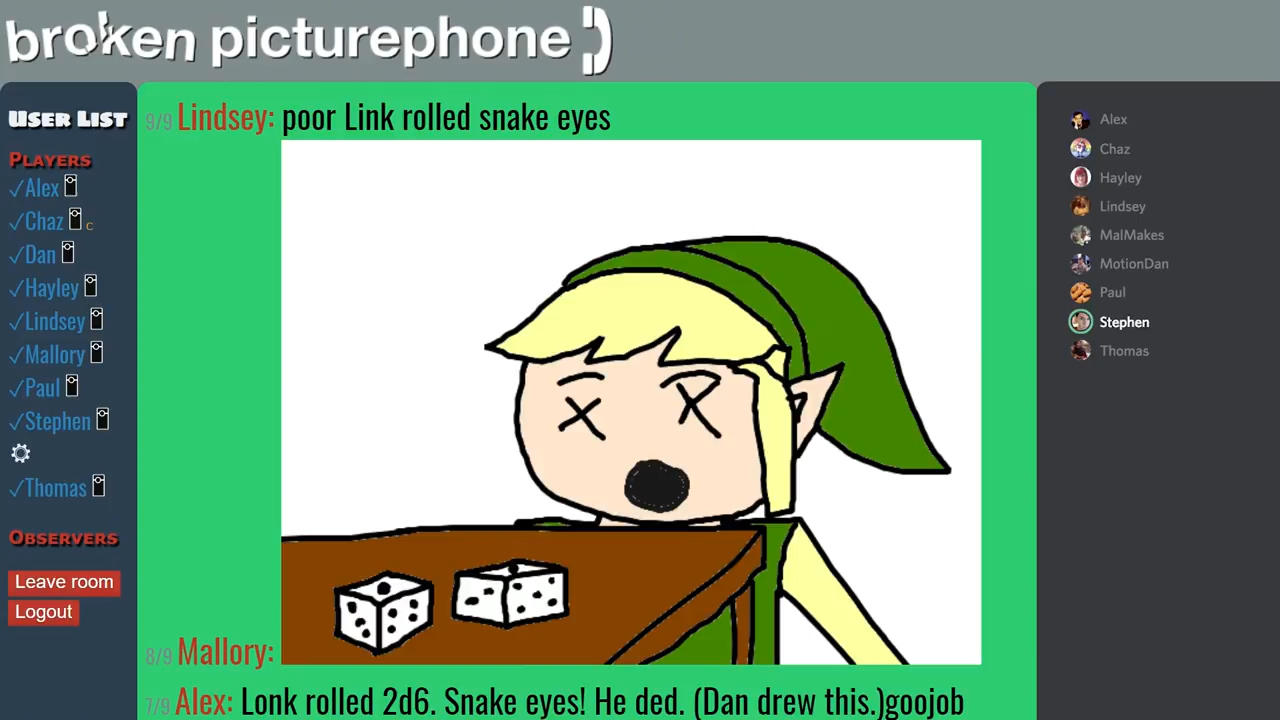 broken picturephone
User List
Players
✓Alex
✓Chaz c
✓Dan
✓Hayley
✓Lindsey
✓Mallory
✓Paul
✓Stephen
✓Thomas
Observers
Leave room
Logout
9/9 Lindsey: poor Link rolled snake eyes
8/9 Mallory:
7/9 Alex: Lonk rolled 2d6. Snake eyes! He ded. (Dan drew this.)goojob
Alex
Chaz
Hayley
Lindsey
MalMakes
MotionDan
Paul
Stephen
Thomas